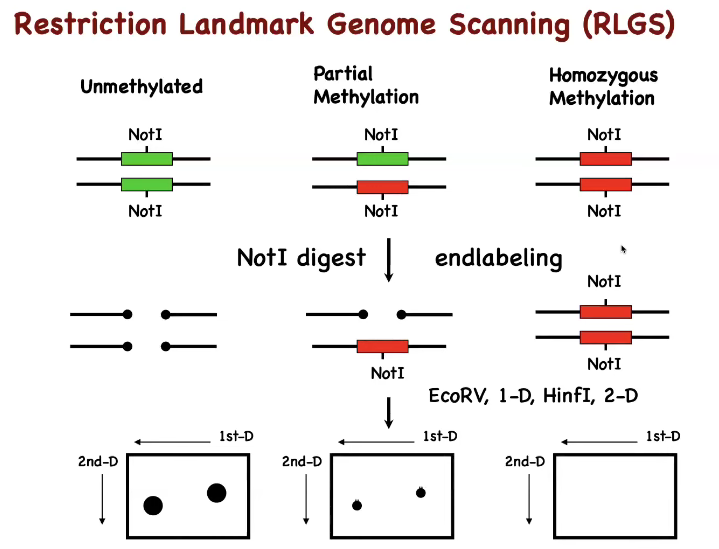 Restriction Landmark Genome Scanning (RLGS)
Unmethylated
Partial
Methylation
Homozygous
Methylation
NotI
NotI
NotI
NotI
NotI
NotI
NotI digest
endlabeling
NotI
NotI
NotI
EcoRV, 1-D, HinfI, 2-D
1st-D
1st-D
1st-D
2nd-D
2nd-D
2nd-D